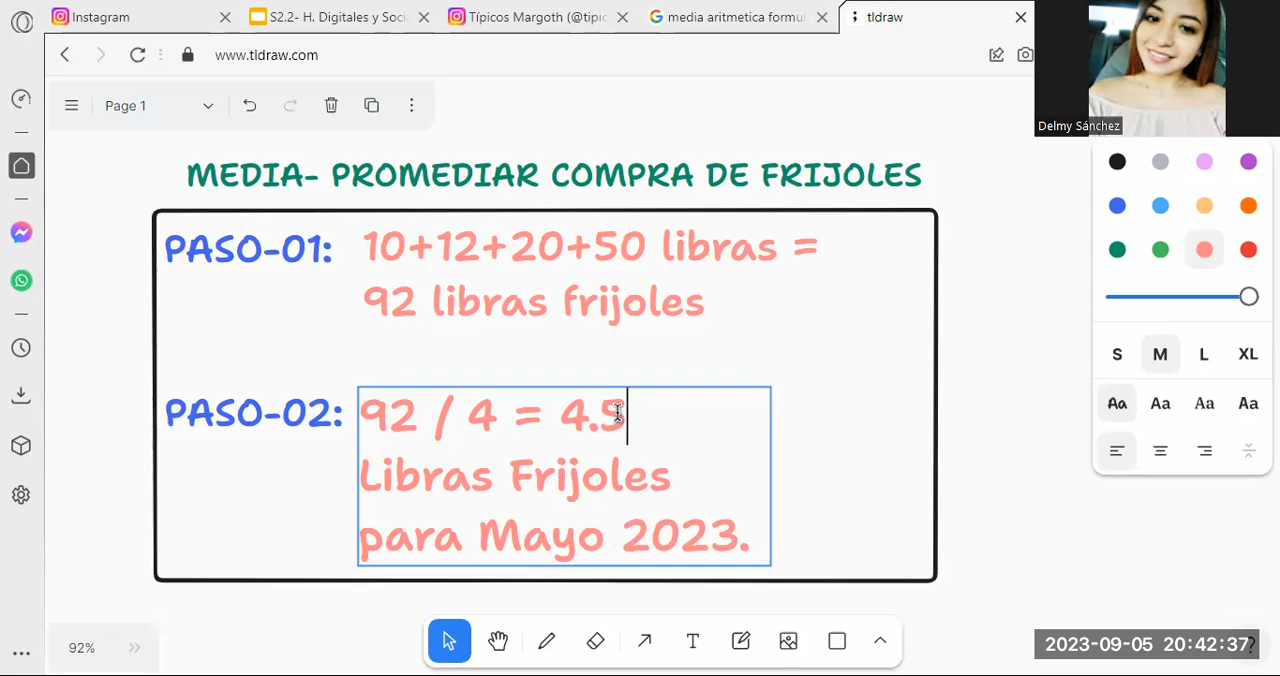 Instagram
S2.2- H. Digitales y Soci
Típicos Margoth (@tipic
media aritmetica formu
tldraw
www.tldraw.com
Page 1
Delmy Sánchez
MEDIA- PROMEDIAR COMPRA DE FRIJOLES
PASO-01: 10+12+20+50 libras =
92 libras frijoles
PASO-02: 92 / 4 = 4.5
Libras Frijoles
para Mayo 2023.
S M L XL
Aa Aa Aa Aa
92%
2023-09-05 20:42:37